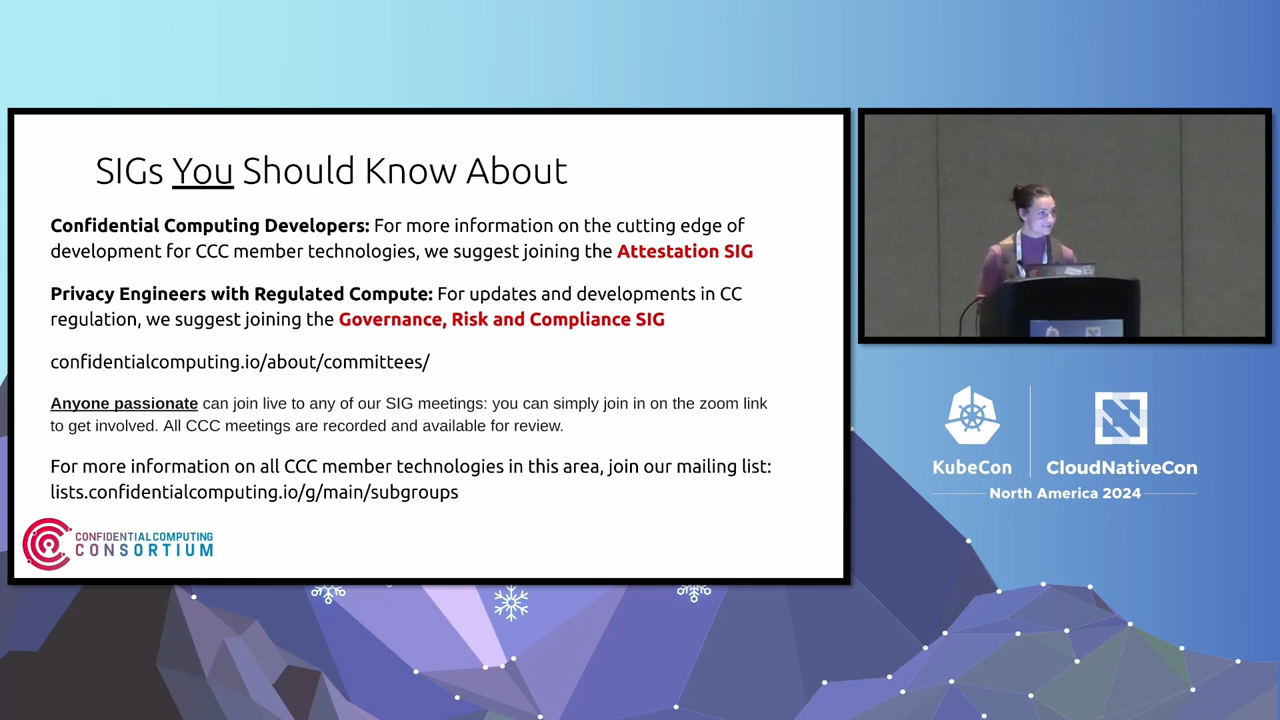 SIGs You Should Know About
Confidential Computing Developers: For more information on the cutting edge of
development for CCC member technologies, we suggest joining the Attestation SIG
Privacy Engineers with Regulated Compute: For updates and developments in CC
regulation, we suggest joining the Governance, Risk and Compliance SIG
confidentialcomputing.io/about/committees/
Anyone passionate can join live to any of our SIG meetings: you can simply join in on the zoom link
to get involved. All CCC meetings are recorded and available for review.
For more information on all CCC member technologies in this area, join our mailing list:
lists.confidentialcomputing.io/g/main/subgroups
CONFIDENTIAL COMPUTING
CONSORTIUM
KubeCon
CloudNativeCon
North America 2024